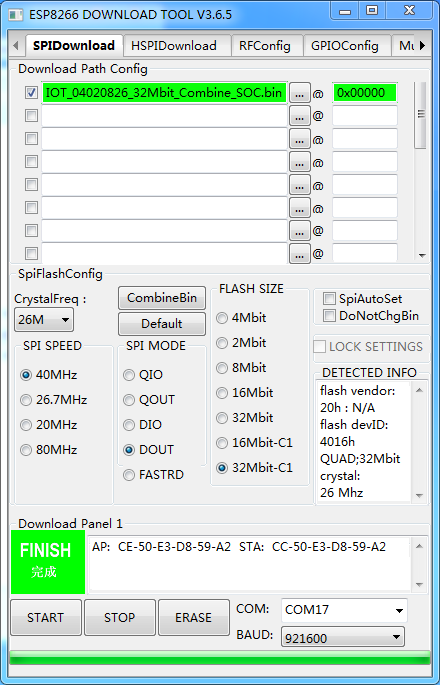 ESP8266 DOWNLOAD TOOL V3.6.5
SPIDownload HSPIDownload RFConfig GPIOConfig Mu
Download Path Config
IOT_04020826_32Mbit_Combine_SOC.bin ... @ 0x00000
... @
... @
... @
... @
... @
... @
... @
SpiFlashConfig
CrystalFreq :
26M
CombineBin
Default
SPI SPEED
40MHz
26.7MHz
20MHz
80MHz
SPI MODE
QIO
QOUT
DIO
DOUT
FASTRD
FLASH SIZE
4Mbit
2Mbit
8Mbit
16Mbit
32Mbit
16Mbit-C1
32Mbit-C1
SpiAutoSet
DoNotChgBin
LOCK SETTINGS
DETECTED INFO
flash vendor:
20h : N/A
flash devID:
4016h
QUAD;32Mbit
crystal:
26 Mhz
Download Panel 1
FINISH
完成
AP: CE-50-E3-D8-59-A2 STA: CC-50-E3-D8-59-A2
START STOP ERASE
COM: COM17
BAUD: 921600